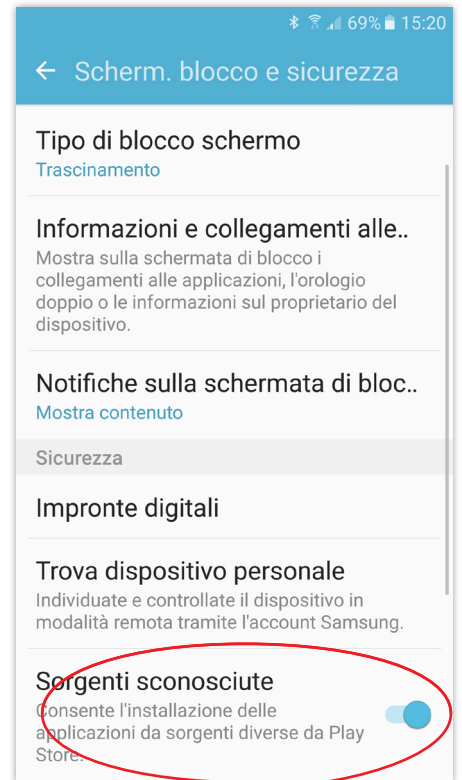 69% 15:20
Scherm. blocco e sicurezza
Tipo di blocco schermo
Trascinamento
Informazioni e collegamenti alle..
Mostra sulla schermata di blocco i
collegamenti alle applicazioni, l'orologio
doppio o le informazioni sul proprietario del
dispositivo.
Notifiche sulla schermata di bloc..
Mostra contenuto
Sicurezza
Impronte digitali
Trova dispositivo personale
Individuate e controllate il dispositivo in
modalità remota tramite l'account Samsung.
Sorgenti sconosciute
Consente l'installazione delle
applicazioni da sorgenti diverse da Play
Store.